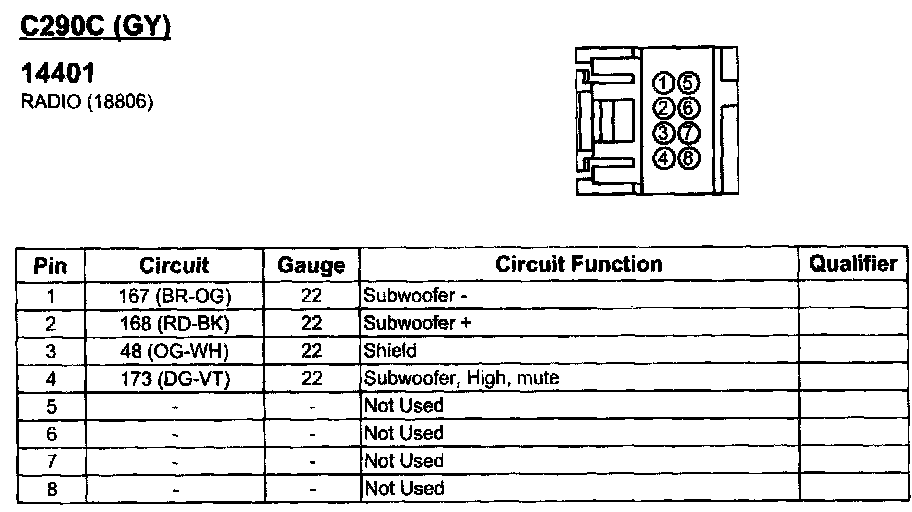 C290C (GY)
14401
RADIO (18806)
1 5
2 6
3 7
4 8
Pin Circuit Gauge Circuit Function Qualifier
1 167 (BR-OG) 22 Subwoofer -
2 168 (RD-BK) 22 Subwoofer +
3 48 (OG-WH) 22 Shield
4 173 (DG-VT) 22 Subwoofer, High, mute
5 - - Not Used
6 - - Not Used
7 - - Not Used
8 - - Not Used